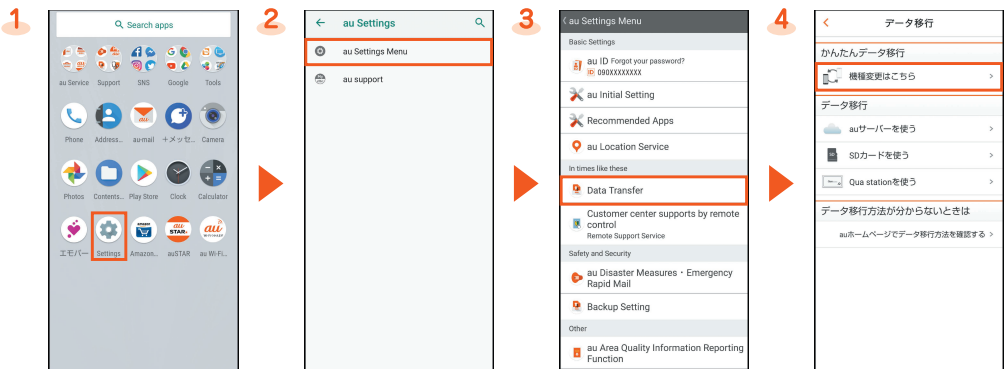 1
Search apps
au Service
Support
SNS
Google
Tools
Phone
Address...
au-mail
+メッセ...
Camera
Photos
Contents...
Play Store
Clock
Calculator
エモパー
Settings
Amazon...
auSTAR
au Wi-Fi...
2
au Settings
au Settings Menu
au support
3
au Settings Menu
Basic Settings
au ID Forgot your password?
ID 090XXXXXXXX
au Initial Setting
Recommended Apps
au Location Service
In times like these
Data Transfer
Customer center supports by remote
control
Remote Support Service
Safety and Security
au Disaster Measures・Emergency
Rapid Mail
Backup Setting
Other
au Area Quality Information Reporting
Function
4
データ移行
かんたんデータ移行
機種変更はこちら
データ移行
auサーバーを使う
SDカードを使う
Qua stationを使う
データ移行方法が分からないときは
auホームページでデータ移行方法を確認する